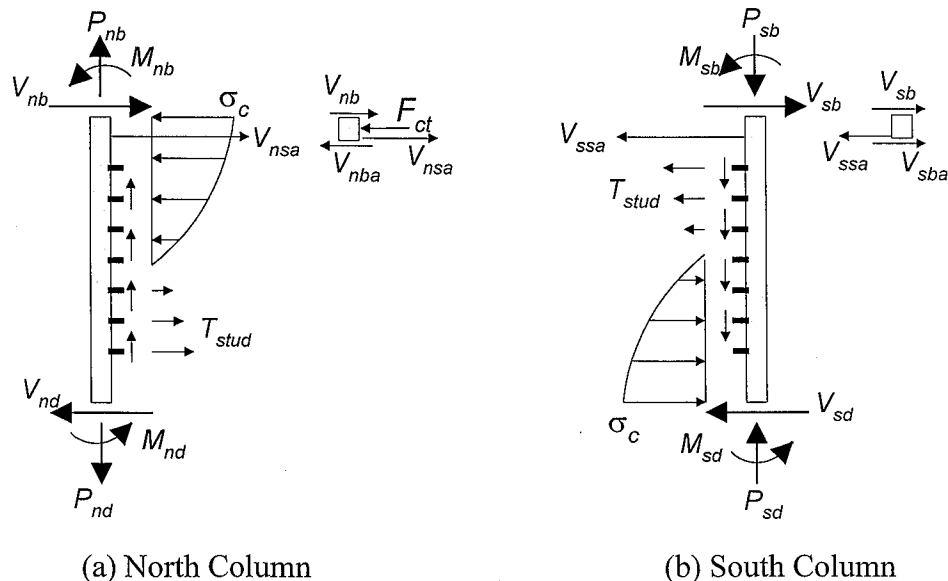 P_nb
M_nb
V_nb
σ_c
V_nsa
V_nb
F_ct
V_nba
V_nsa
T_stud
V_nd
M_nd
P_nd
(a) North Column
P_sb
M_sb
V_sb
V_ssa
V_sb
V_ssa
V_sba
T_stud
σ_c
V_sd
M_sd
P_sd
(b) South Column